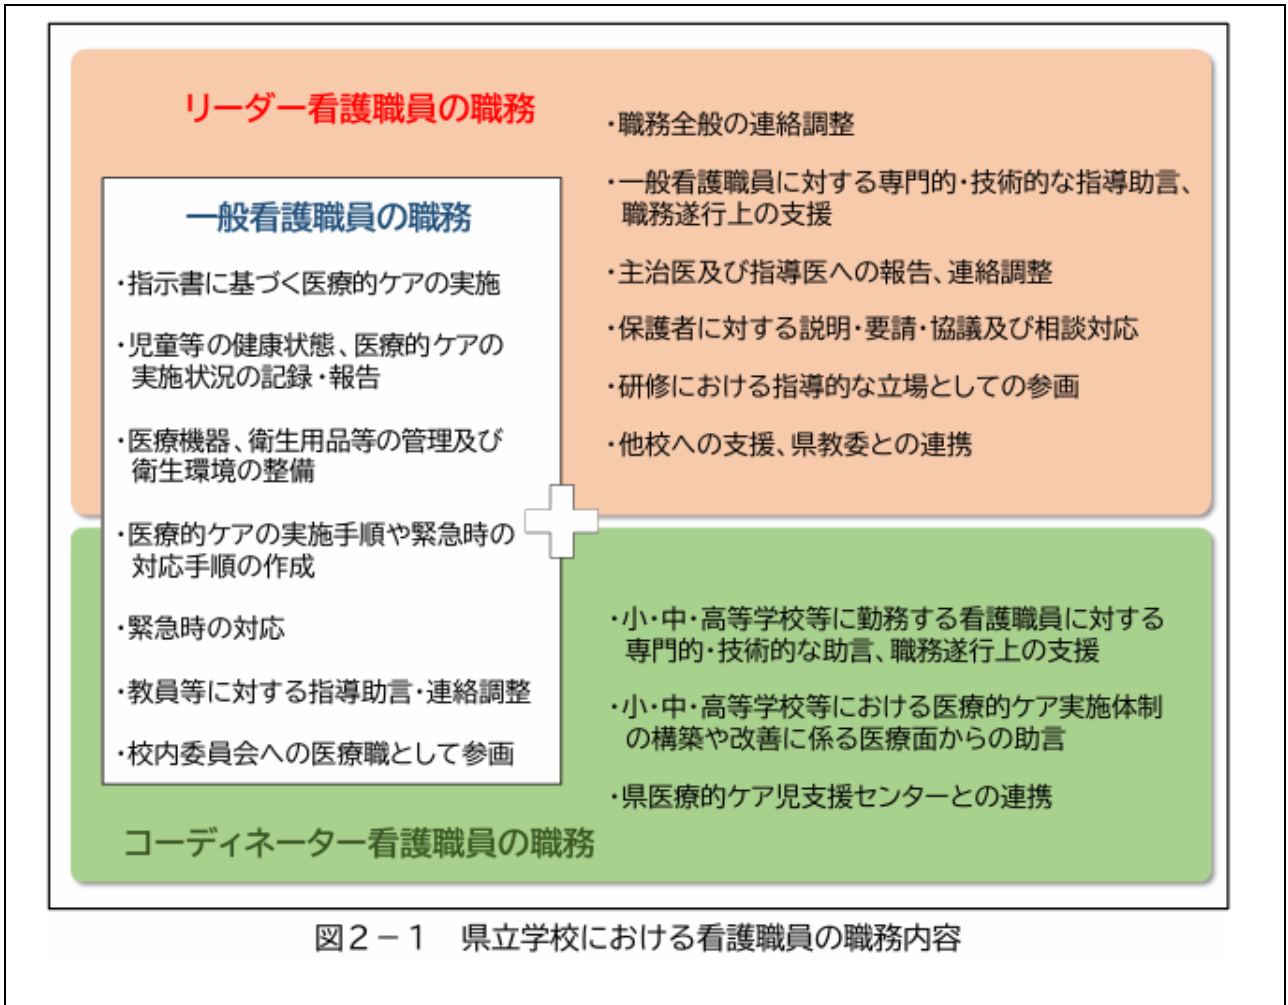 リーダー看護職員の職務
・職務全般の連絡調整
・一般看護職員に対する専門的・技術的な指導助言、
職務遂行上の支援
・主治医及び指導医への報告、連絡調整
・保護者に対する説明・要請・協議及び相談対応
・研修における指導的な立場としての参画
・他校への支援、県教委との連携
一般看護職員の職務
・指示書に基づく医療的ケアの実施
・児童等の健康状態、医療的ケアの
実施状況の記録・報告
・医療機器、衛生用品等の管理及び
衛生環境の整備
・医療的ケアの実施手順や緊急時の
対応手順の作成
・緊急時の対応
・教員等に対する指導助言・連絡調整
・校内委員会への医療職として参画
・小・中・高等学校等に勤務する看護職員に対する
専門的・技術的な助言、職務遂行上の支援
・小・中・高等学校等における医療的ケア実施体制
の構築や改善に係る医療面からの助言
・県医療的ケア児支援センターとの連携
コーディネーター看護職員の職務
図2-1 県立学校における看護職員の職務内容